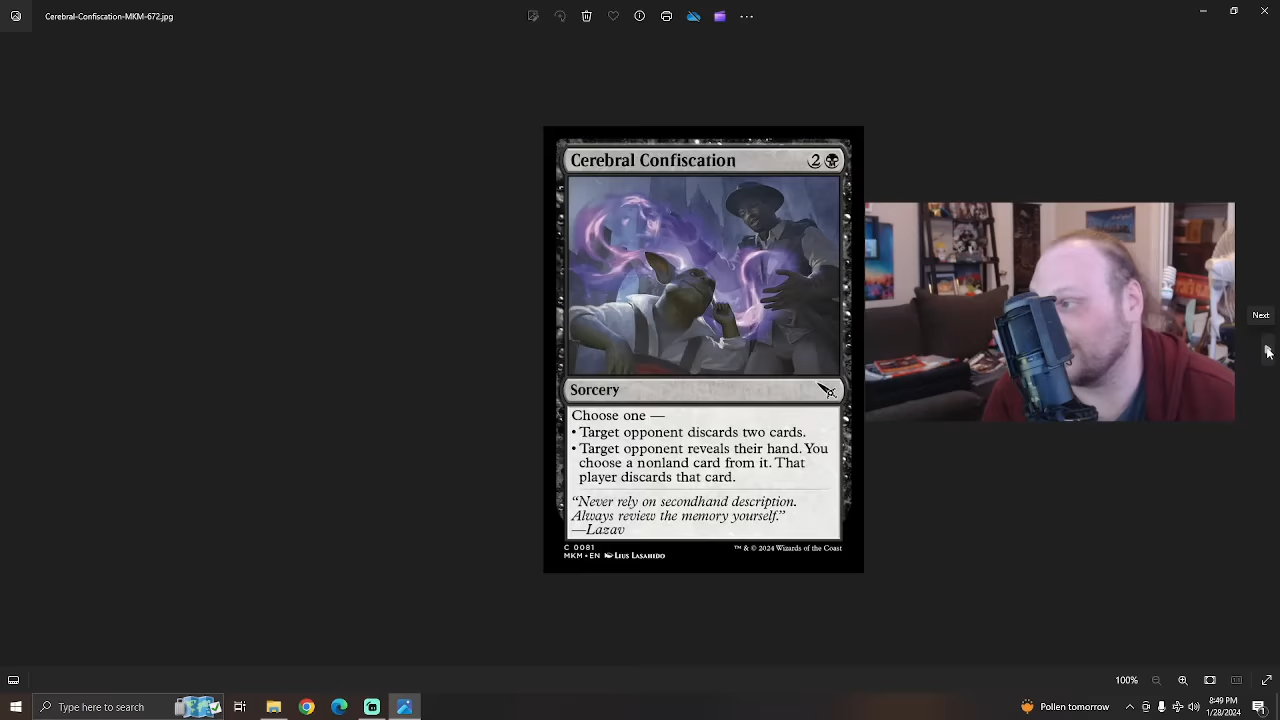 Cerebral-Confiscation-MKM-672.jpg
Cerebral Confiscation 2
Sorcery
Choose one —
• Target opponent discards two cards.
• Target opponent reveals their hand. You
choose a nonland card from it. That
player discards that card.
“Never rely on secondhand description.
Always review the memory yourself.”
—Lazav
C 0081
MKM • EN Lius Lasahido
™ & © 2024 Wizards of the Coast
100%
Type here to search
Pollen tomorrow
8:49 PM
1/28/2024